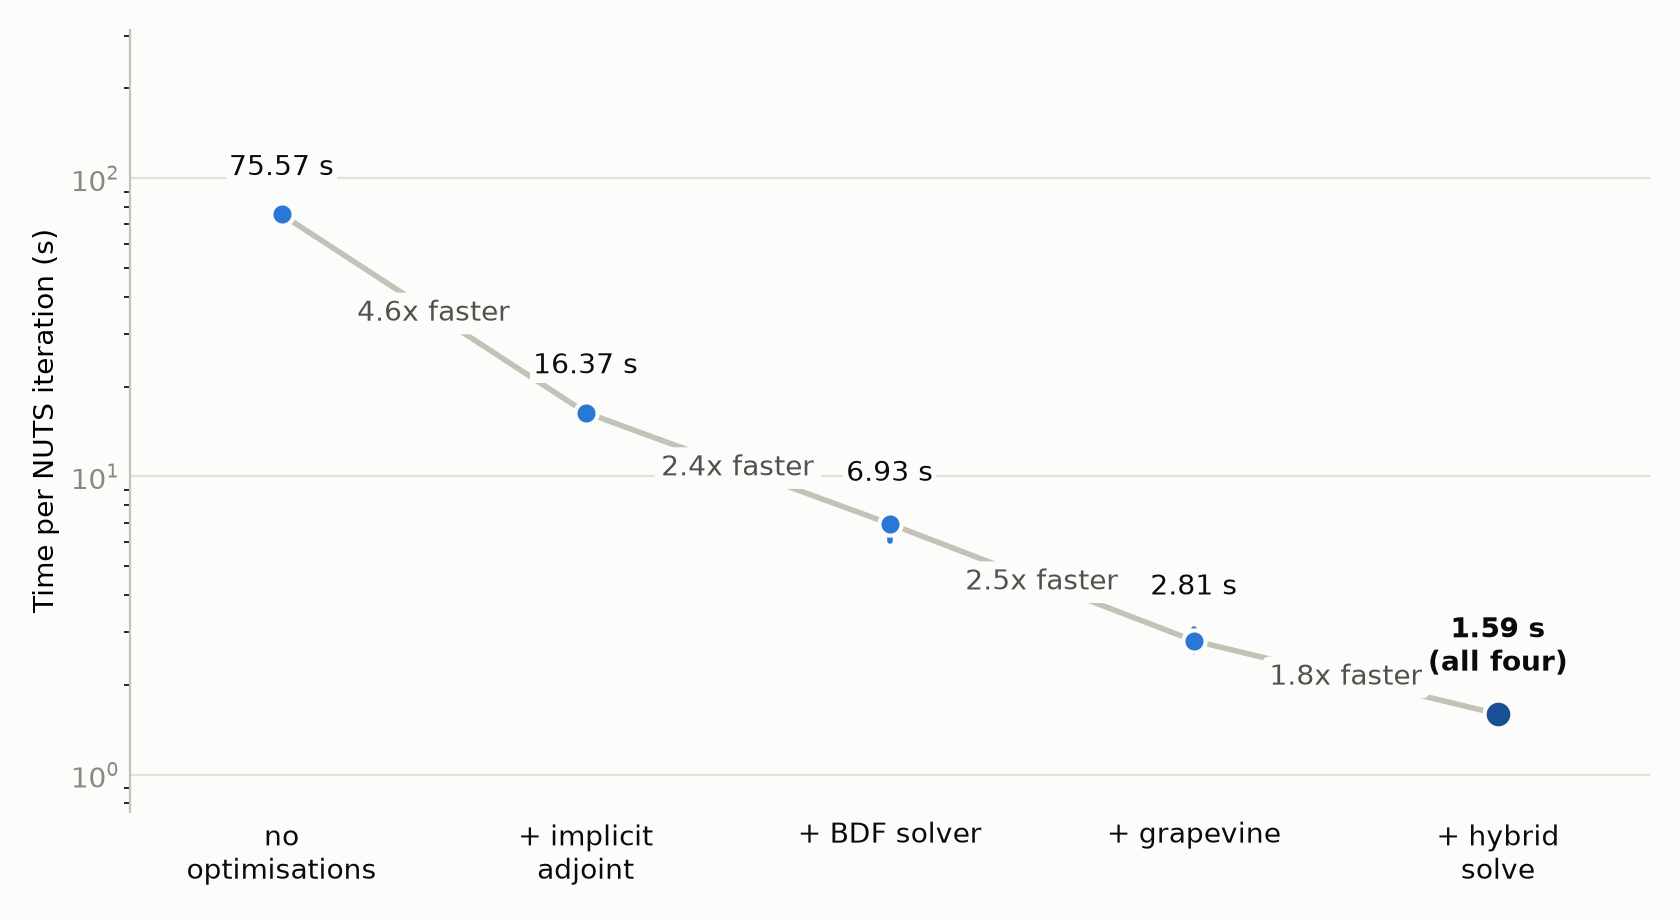 75.57 s
10²
4.6x faster
16.37 s
2.4x faster
6.93 s
10¹
2.5x faster
2.81 s
1.59 s
(all four)
1.8x faster
10⁰
Time per NUTS iteration (s)
no
optimisations
+ implicit
adjoint
+ BDF solver
+ grapevine
+ hybrid
solve